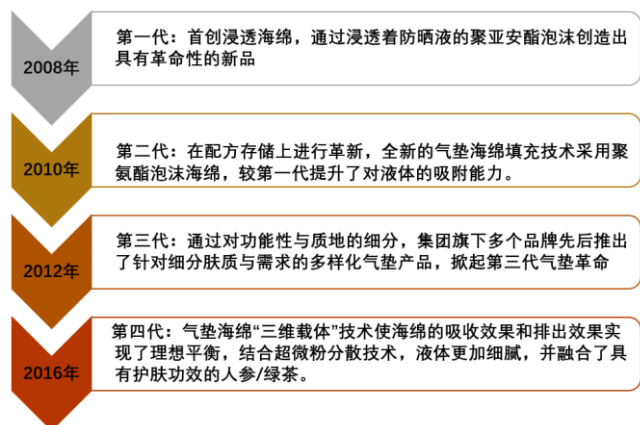 2008年
第一代：首创浸透海绵，通过浸透着防晒液的聚亚安酯泡沫创造出
具有革命性的新品
2010年
第二代：在配方存储上进行革新，全新的气垫海绵填充技术采用聚
氨酯泡沫海绵，较第一代提升了对液体的吸附能力。
2012年
第三代：通过对功能性与质地的细分，集团旗下多个品牌先后推出
了针对细分肤质与需求的多样化气垫产品，掀起第三代气垫革命
2016年
第四代：气垫海绵“三维载体”技术使海绵的吸收效果和排出效果实
现了理想平衡，结合超微粉分散技术，液体更加细腻，并融合了
具有护肤功效的人参/绿茶。